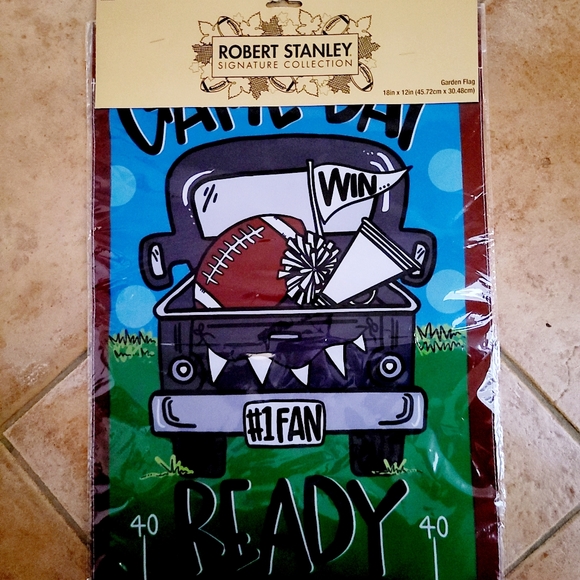 ROBERT STANLEY
SIGNATURE COLLECTION
Garden Flag
18in x 12in (45.72cm x 30.48cm)
GAME DAY
WIN
#1FAN
READY
40 40